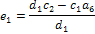 e₁ = (d₁c₂ − c₁a₆) / d₁